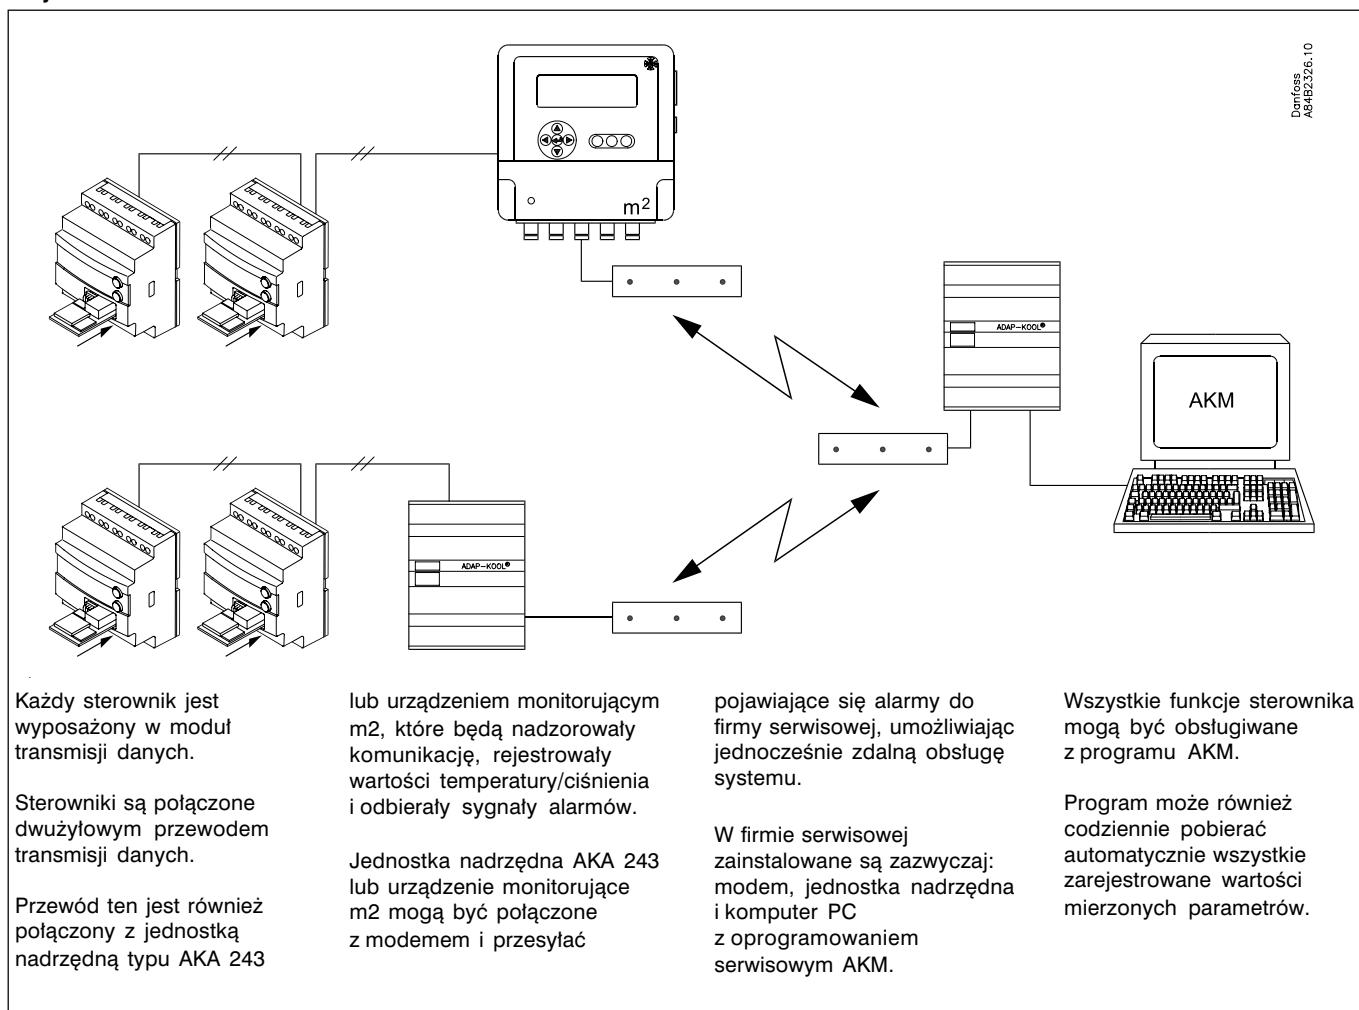 Danfoss
A84B2326.10
m2
ADAP-KOOL®
AKM
ADAP-KOOL®
Każdy sterownik jest
wyposażony w moduł
transmisji danych.
Sterowniki są połączone
dwużyłowym przewodem
transmisji danych.
Przewód ten jest również
połączony z jednostką
nadrzędną typu AKA 243
lub urządzeniem monitorującym
m2, które będą nadzorowały
komunikację, rejestrowały
wartości temperatury/ciśnienia
i odbierały sygnały alarmów.
Jednostka nadrzędna AKA 243
lub urządzenie monitorujące
m2 mogą być połączone
z modemem i przesyłać
pojawiające się alarmy do
firmy serwisowej, umożliwiając
jednocześnie zdalną obsługę
systemu.
W firmie serwisowej
zainstalowane są zazwyczaj:
modem, jednostka nadrzędna
i komputer PC
z oprogramowaniem
serwisowym AKM.
Wszystkie funkcje sterownika
mogą być obsługiwane
z programu AKM.
Program może również
codziennie pobierać
automatycznie wszystkie
zarejestrowane wartości
mierzonych parametrów.